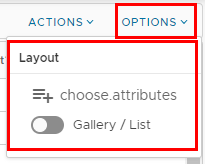 ACTIONS OPTIONS
Layout
choose.attributes
Gallery / List